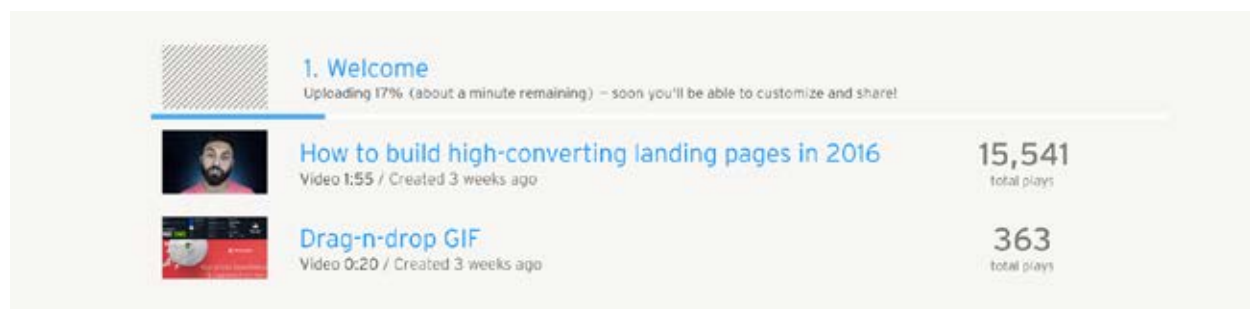 1. Welcome
Uploading 17% (about a minute remaining) – soon you'll be able to customize and share!
How to build high-converting landing pages in 2016
Video 1:55 / Created 3 weeks ago
15,541
total plays
Drag-n-drop GIF
Video 0:20 / Created 3 weeks ago
363
total plays